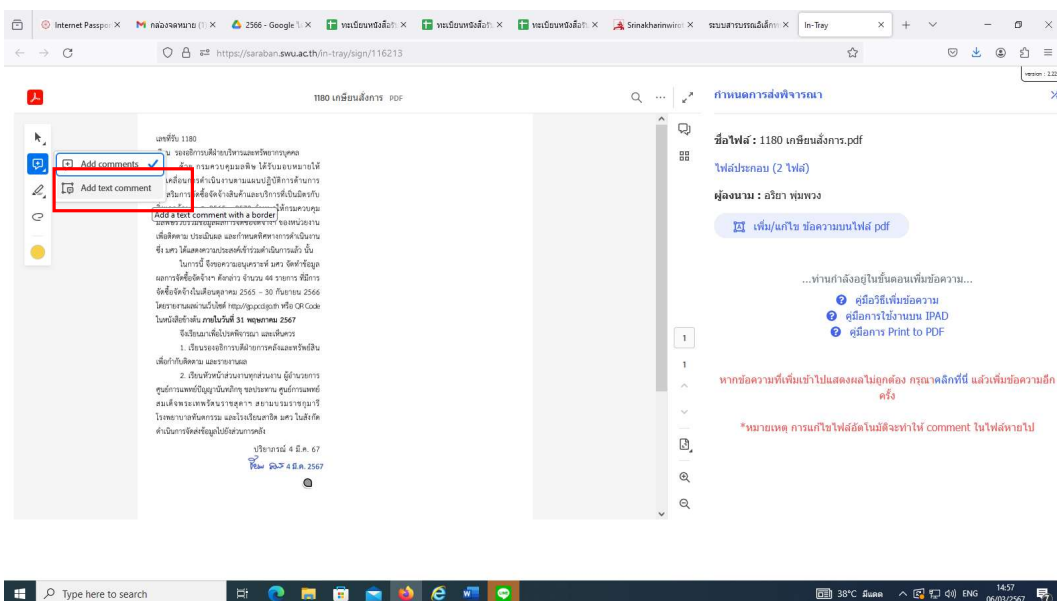 Internet Passpor
กล่องจดหมาย (1)
2566 - Google
ทะเบียนหนังสือรับ
ทะเบียนหนังสือรับ
ทะเบียนหนังสือรับ
Srinakharinwirot
ระบบสารบรรณอิเล็กทร
In-Tray
https://saraban.swu.ac.th/in-tray/sign/116213
version : 2.22
1180 เกษียนสั่งการ PDF
กำหนดการส่งพิจารณา
เลขที่รับ 1180
รองอธิการบดีฝ่ายบริหารและทรัพยากรบุคคล
Add comments
กรมควบคุมมลพิษ ได้รับมอบหมายให้
เคลื่อนการดำเนินงานตามแผนปฏิบัติการด้านการ
Add text comment
เสริมการจัดซื้อจัดจ้างสินค้าและบริการที่เป็นมิตรกับ
ให้กรมควบคุม
Add a text comment with a border
ของหน่วยงาน
เพื่อติดตาม ประเมินผล และกำหนดทิศทางการดำเนินงาน
ซึ่ง มศว ได้แสดงความประสงค์เข้าร่วมดำเนินการแล้ว นั้น
ในการนี้ จึงขอความอนุเคราะห์ มศว จัดทำข้อมูล
ผลการจัดซื้อจัดจ้างฯ ดังกล่าว จำนวน 44 รายการ ที่มีการ
จัดซื้อจัดจ้างในเดือนตุลาคม 2565 – 30 กันยายน 2566
โดยรายงานผลผ่านเว็บไซต์ http://gp.pcd.go.th หรือ QR Code
ในหนังสือข้างต้น ภายในวันที่ 31 พฤษภาคม 2567
จึงเรียนมาเพื่อโปรดพิจารณา และเห็นควร
1. เรียนรองอธิการบดีฝ่ายการคลังและทรัพย์สิน
เพื่อกำกับติดตาม และรายงานผล
2. เรียนหัวหน้าส่วนงานทุกส่วนงาน ผู้อำนวยการ
ศูนย์การแพทย์ปัญญานันทภิกขุ ชลประทาน ศูนย์การแพทย์
สมเด็จพระเทพรัตนราชสุดาฯ สยามบรมราชกุมารี
โรงพยาบาลทันตกรรม และโรงเรียนสาธิต มศว ในสังกัด
ดำเนินการจัดส่งข้อมูลไปยังส่วนการคลัง
ปริยาภรณ์ 4 มี.ค. 67
4 มี.ค. 2567
1
1
ชื่อไฟล์ : 1180 เกษียนสั่งการ.pdf
ไฟล์ประกอบ (2 ไฟล์)
ผู้ลงนาม : อริยา พุ่มพวง
เพิ่ม/แก้ไข ข้อความบนไฟล์ pdf
...ท่านกำลังอยู่ในขั้นตอนเพิ่มข้อความ...
คู่มือวิธีเพิ่มข้อความ
คู่มือการใช้งานบน IPAD
คู่มือการ Print to PDF
หากข้อความที่เพิ่มเข้าไปแสดงผลไม่ถูกต้อง กรุณาคลิกที่นี่ แล้วเพิ่มข้อความอีก
ครั้ง
*หมายเหตุ การแก้ไขไฟล์อัตโนมัติจะทำให้ comment ในไฟล์หายไป
Type here to search
38°C มีแดด
ENG
14:57
06/03/2567